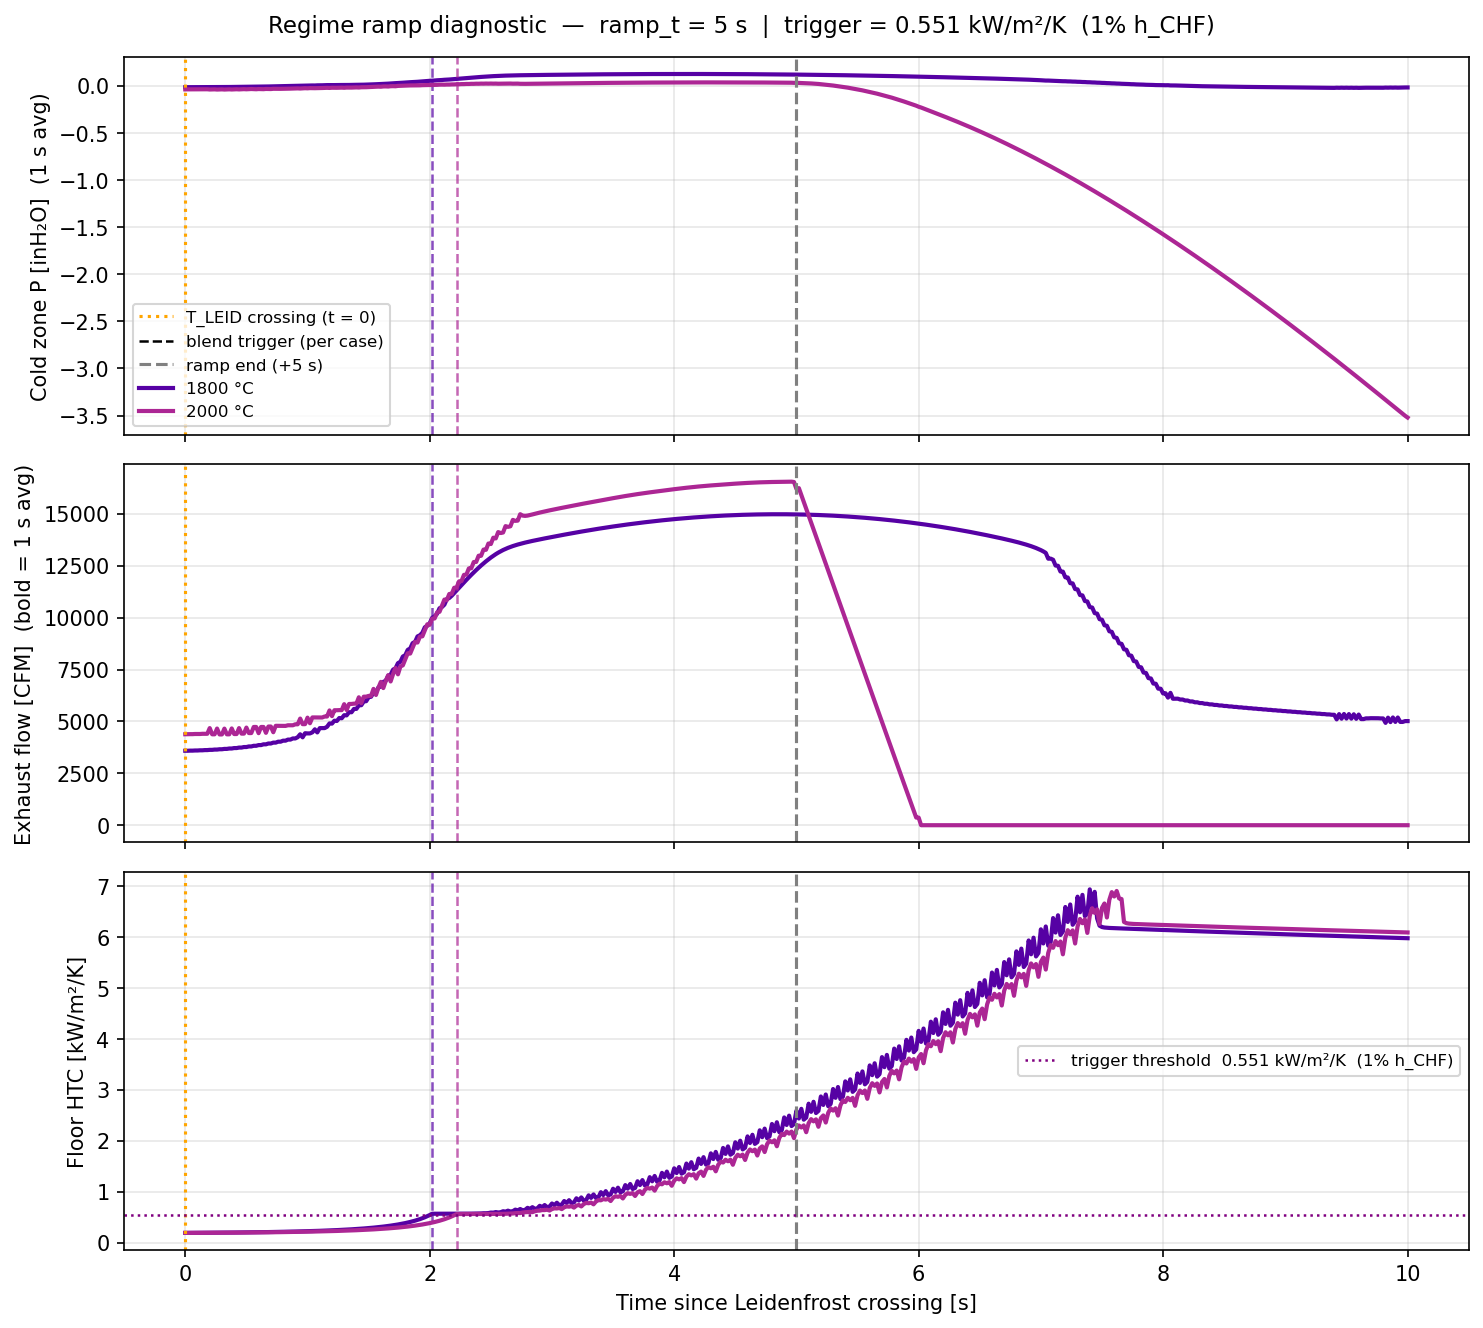 Regime ramp diagnostic — ramp_t = 5 s | trigger = 0.551 kW/m²/K (1% h_CHF)
Cold zone P [inH₂O] (1 s avg)
0.0
−0.5
−1.0
−1.5
−2.0
−2.5
−3.0
−3.5
T_LEID crossing (t = 0)
blend trigger (per case)
ramp end (+5 s)
1800 °C
2000 °C
Exhaust flow [CFM] (bold = 1 s avg)
15000
12500
10000
7500
5000
2500
0
Floor HTC [kW/m²/K]
7
6
5
4
3
2
1
0
trigger threshold 0.551 kW/m²/K (1% h_CHF)
0 2 4 6 8 10
Time since Leidenfrost crossing [s]